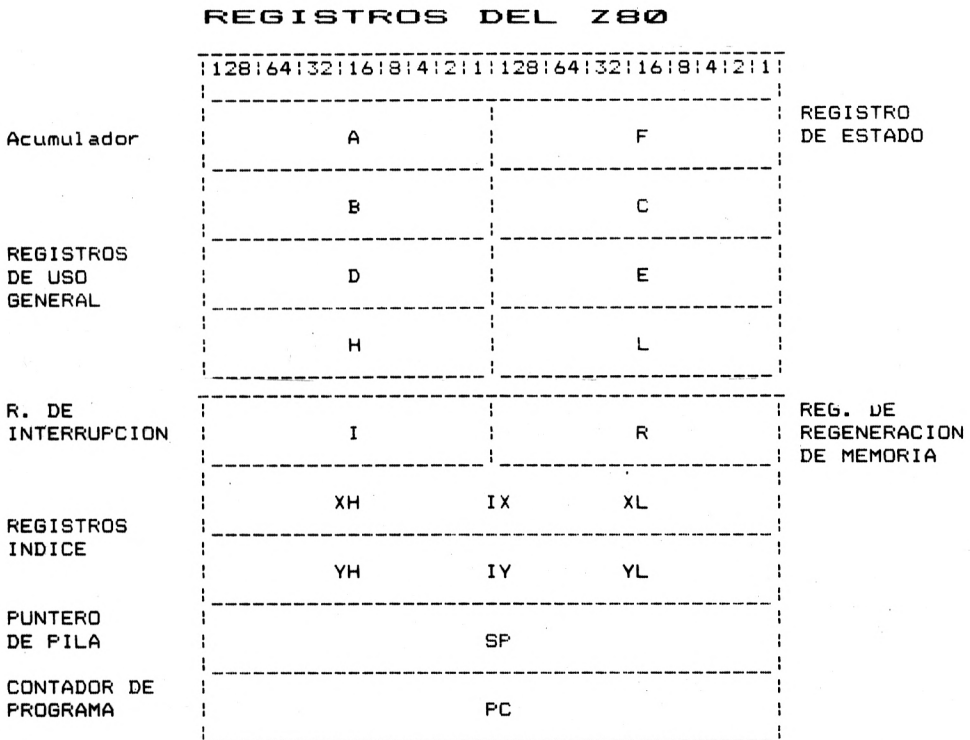 REGISTROS DEL Z80
128 64 32 16 8 4 2 1 128 64 32 16 8 4 2 1
Acumulador A F REGISTRO
DE ESTADO
B C
REGISTROS
DE USO
GENERAL
D E
H L
R. DE
INTERRUPCION
I R
REG. DE
REGENERACION
DE MEMORIA
XH IX XL
REGISTROS
INDICE
YH IY YL
PUNTERO
DE PILA
SP
CONTADOR DE
PROGRAMA
PC